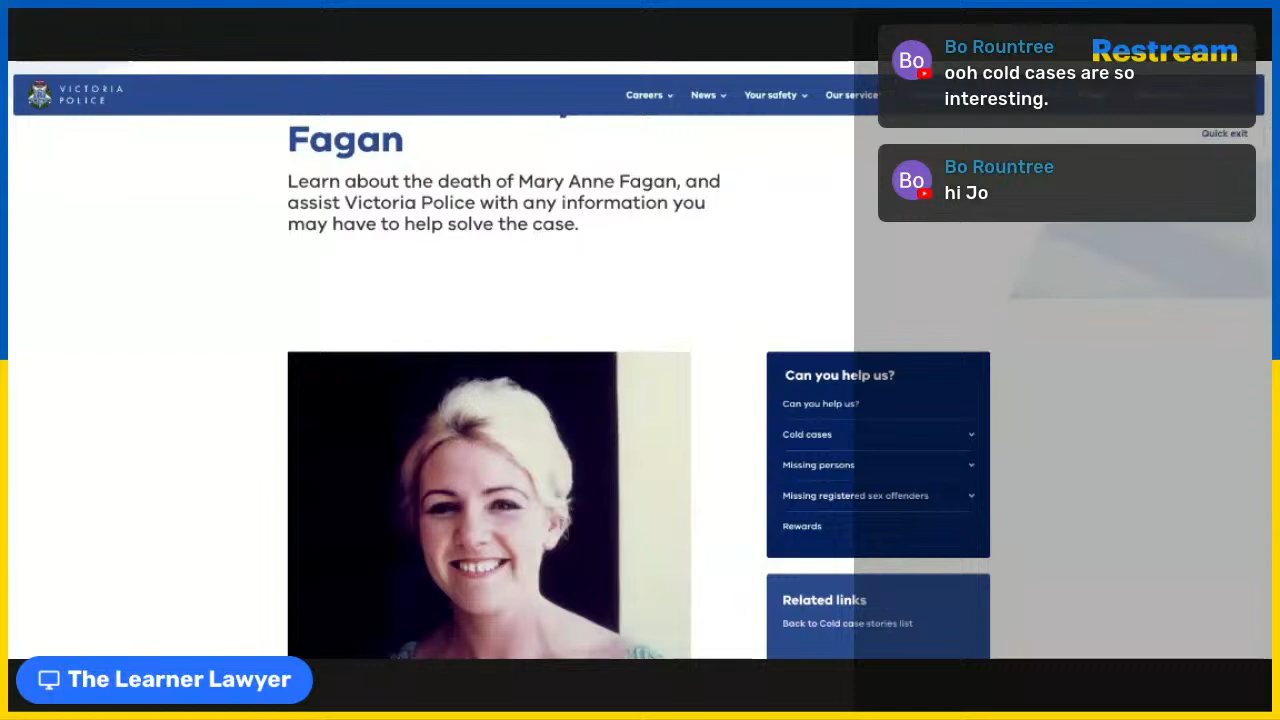 VICTORIA
POLICE
Careers
News
Your safety
Our service
Quick exit
Fagan
Learn about the death of Mary Anne Fagan, and
assist Victoria Police with any information you
may have to help solve the case.
Can you help us?
Can you help us?
Cold cases
Missing persons
Missing registered sex offenders
Rewards
Related links
Back to Cold case stories list
Restream
Bo Rountree
Bo
ooh cold cases are so
interesting.
Bo Rountree
Bo
hi Jo
The Learner Lawyer